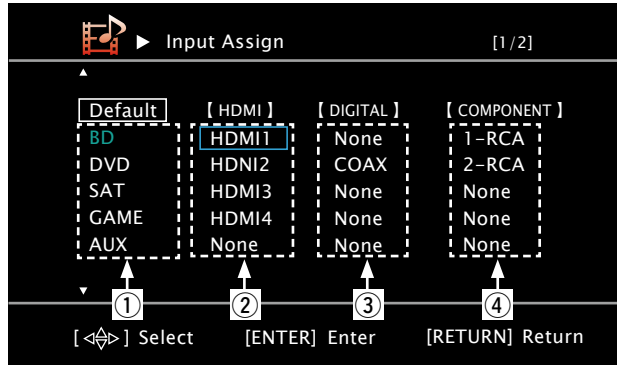 Input Assign [1/2]
Default 【HDMI】 【DIGITAL】 【COMPONENT】
BD HDMI1 None 1-RCA
DVD HDNI2 COAX 2-RCA
SAT HDMI3 None None
GAME HDMI4 None None
AUX None None None
① ② ③ ④
[◁△▽▷] Select [ENTER] Enter [RETURN] Return